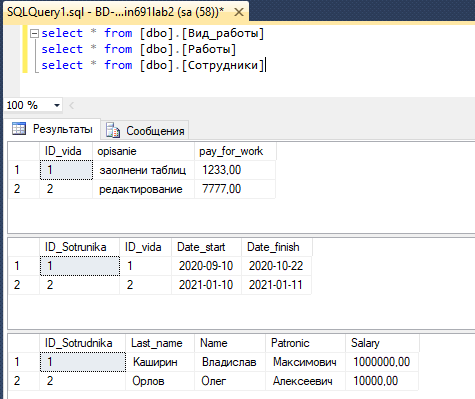 SQLQuery1.sql - BD-...in691lab2 (sa (58))*
select * from [dbo].[Вид_работы]
select * from [dbo].[Работы]
select * from [dbo].[Сотрудники]
100 %
Результаты Сообщения
ID_vida opisanie pay_for_work
1 1 заолнени таблиц 1233,00
2 2 редактирование 7777,00
ID_Sotrunika ID_vida Date_start Date_finish
1 1 1 2020-09-10 2020-10-22
2 2 2 2021-01-10 2021-01-11
ID_Sotrudnika Last_name Name Patronic Salary
1 1 Каширин Владислав Максимович 1000000,00
2 2 Орлов Олег Алексеевич 10000,00